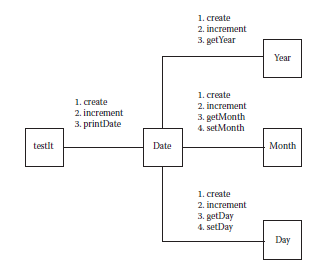 1. create
2. increment
3. getYear
Year
1. create
2. increment
3. printDate
testIt
Date
1. create
2. increment
3. getMonth
4. setMonth
Month
1. create
2. increment
3. getDay
4. setDay
Day